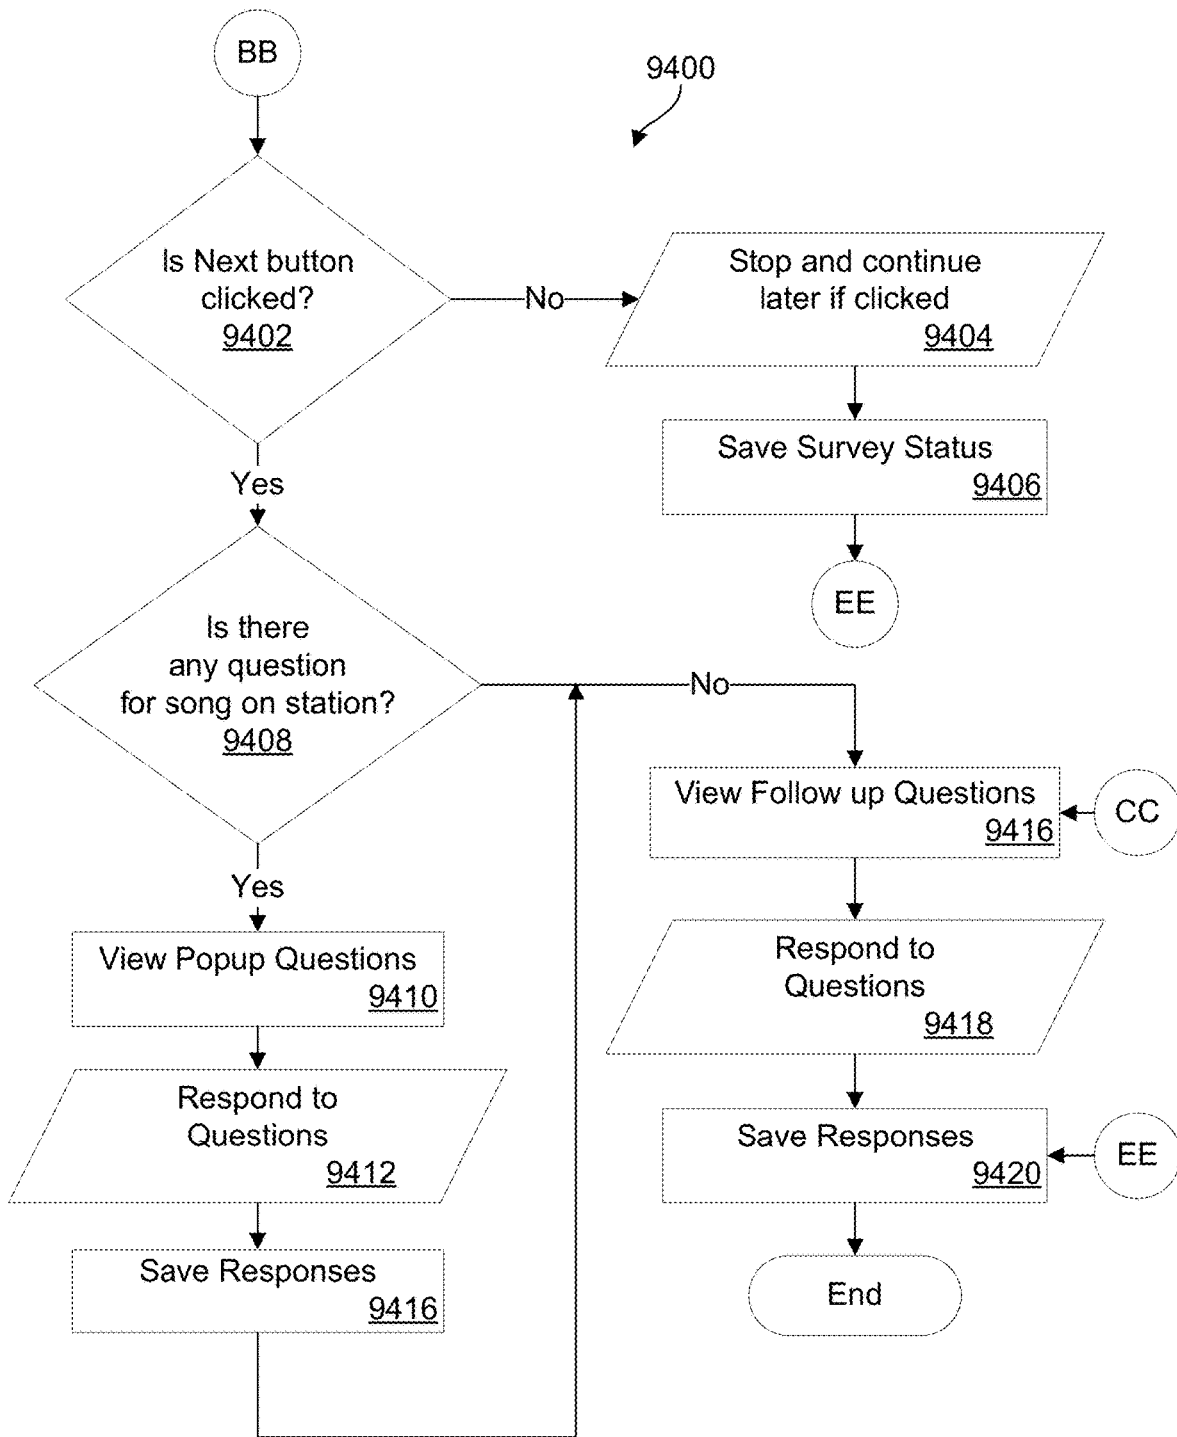 BB
9400
Is Next button
clicked?
9402
No
Stop and continue
later if clicked
9404
Save Survey Status
9406
EE
Yes
Is there
any question
for song on station?
9408
No
Yes
View Popup Questions
9410
Respond to
Questions
9412
Save Responses
9416
View Follow up Questions
9416
CC
Respond to
Questions
9418
Save Responses
9420
EE
End